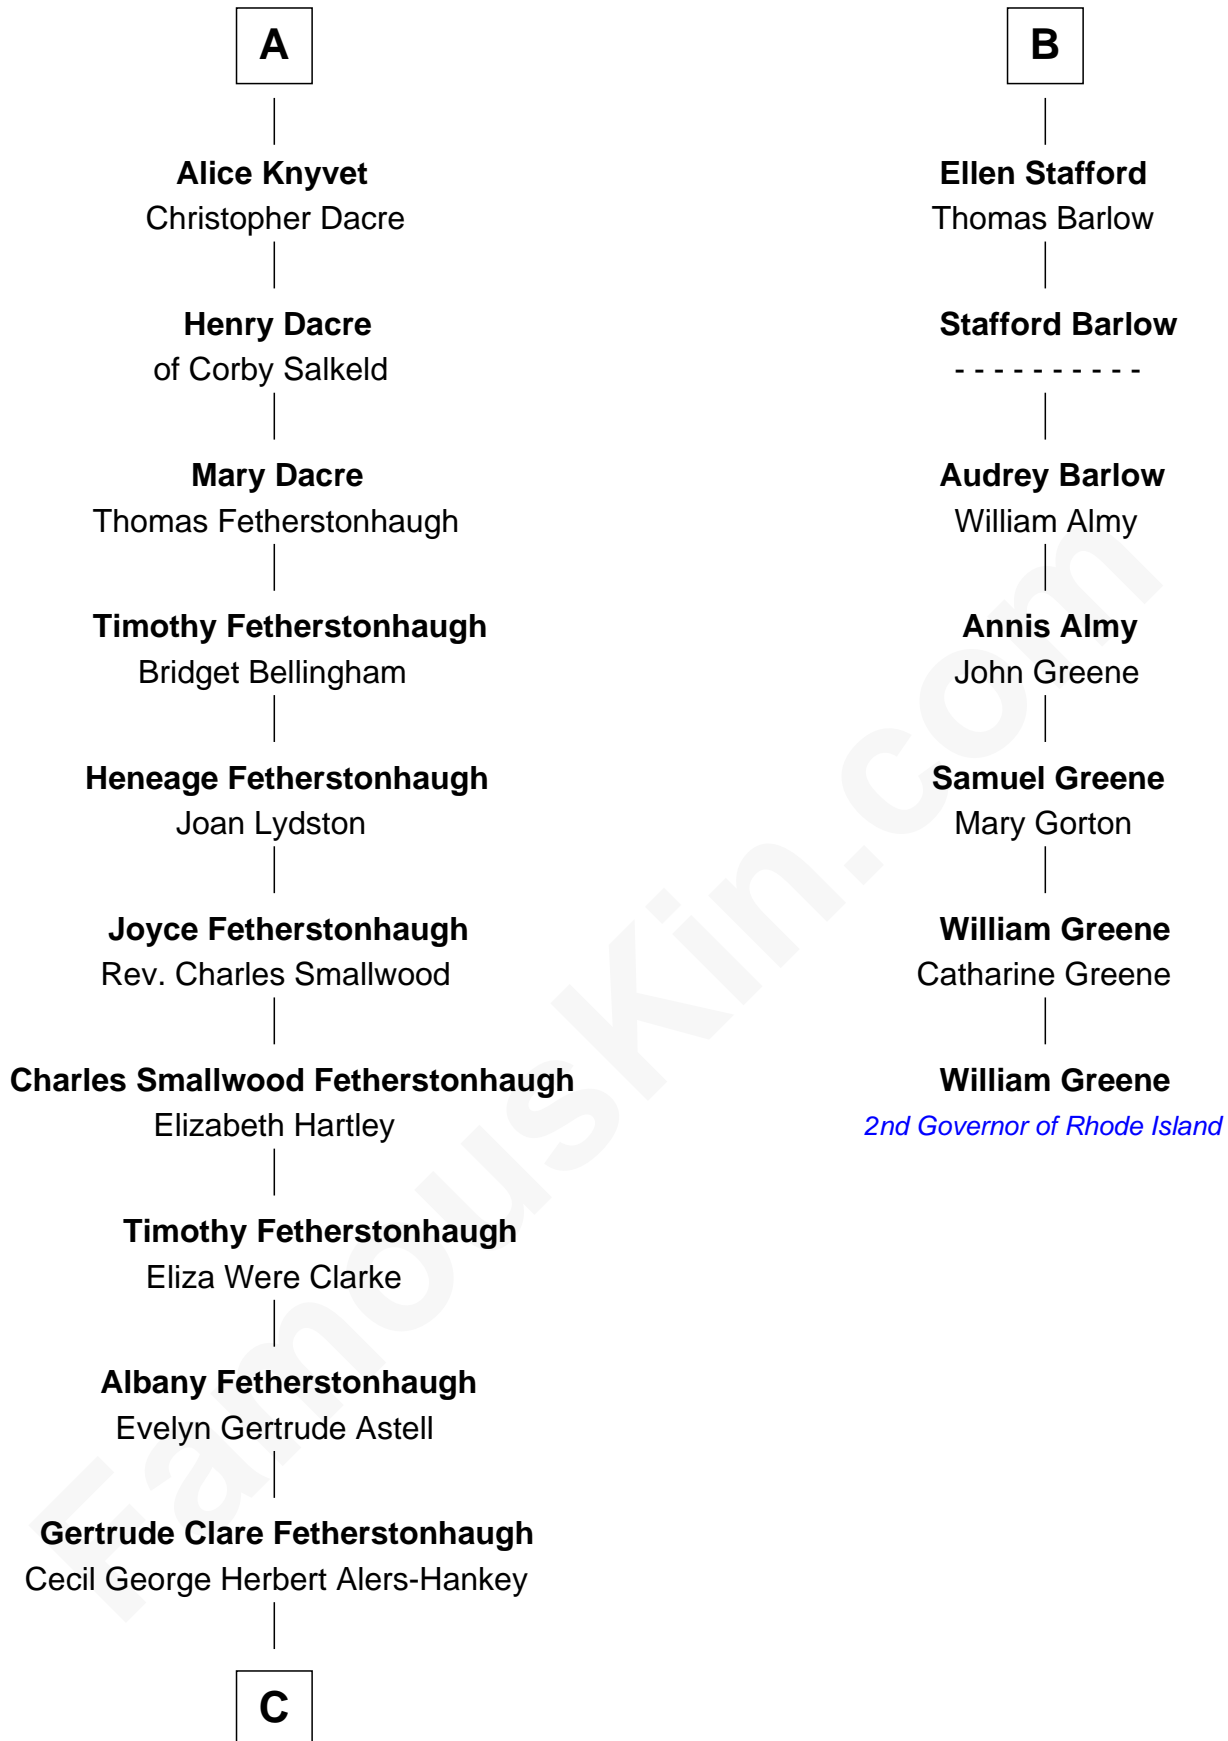 A
Alice Knyvet
Christopher Dacre
Henry Dacre
of Corby Salkeld
Mary Dacre
Thomas Fetherstonhaugh
Timothy Fetherstonhaugh
Bridget Bellingham
Heneage Fetherstonhaugh
Joan Lydston
Joyce Fetherstonhaugh
Rev. Charles Smallwood
Charles Smallwood Fetherstonhaugh
Elizabeth Hartley
Timothy Fetherstonhaugh
Eliza Were Clarke
Albany Fetherstonhaugh
Evelyn Gertrude Astell
Gertrude Clare Fetherstonhaugh
Cecil George Herbert Alers-Hankey
C
B
Ellen Stafford
Thomas Barlow
Stafford Barlow
- - - - - - - - - -
Audrey Barlow
William Almy
Annis Almy
John Greene
Samuel Greene
Mary Gorton
William Greene
Catharine Greene
William Greene
2nd Governor of Rhode Island
FamousKin.com